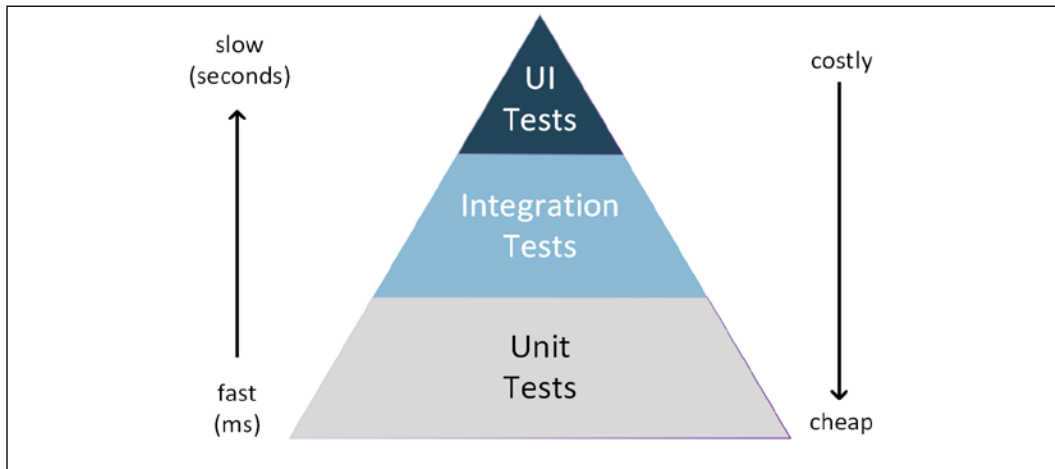 slow
(seconds)
costly
UI
Tests
Integration
Tests
Unit
Tests
fast
(ms)
cheap